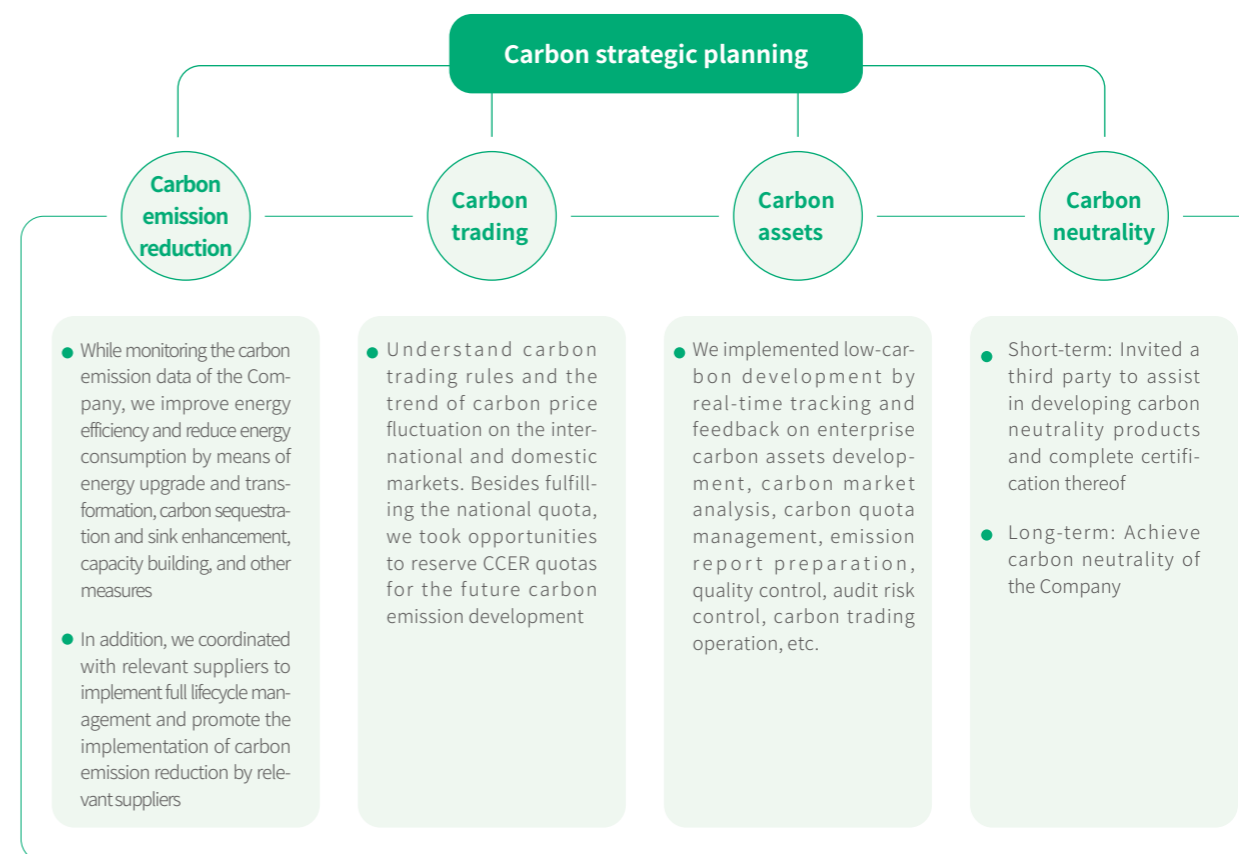 Carbon strategic planning
Carbon
emission
reduction
Carbon
trading
Carbon
assets
Carbon
neutrality
While monitoring the carbon
emission data of the Com-
pany, we improve energy
efficiency and reduce energy
consumption by means of
energy upgrade and trans-
formation, carbon sequestra-
tion and sink enhancement,
capacity building, and other
measures
In addition, we coordinated
with relevant suppliers to
implement full lifecycle man-
agement and promote the
implementation of carbon
emission reduction by rele-
vant suppliers
Understand carbon
trading rules and the
trend of carbon price
fluctuation on the inter-
national and domestic
markets. Besides fulfill-
ing the national quota,
we took opportunities
to reserve CCER quotas
for the future carbon
emission development
We implemented low-car-
bon development by
real-time tracking and
feedback on enterprise
carbon assets develop-
ment, carbon market
analysis, carbon quota
management, emission
report preparation,
quality control, audit risk
control, carbon trading
operation, etc.
Short-term: Invited a
third party to assist
in developing carbon
neutrality products
and complete certifi-
cation thereof
Long-term: Achieve
carbon neutrality of
the Company